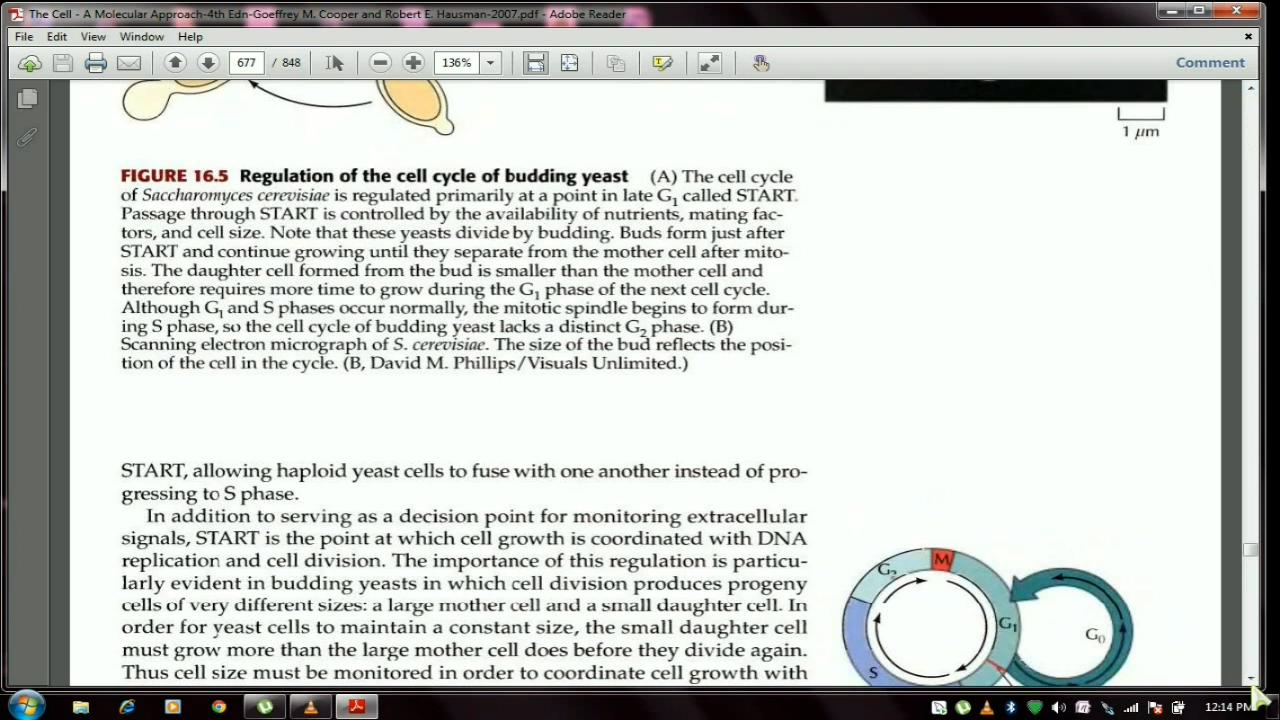 The Cell - A Molecular Approach-4th Edn-Goeffrey M. Cooper and Robert E. Hausman-2007.pdf - Adobe Reader
File Edit View Window Help
677 / 848 136% Comment
1 µm
FIGURE 16.5 Regulation of the cell cycle of budding yeast (A) The cell cycle
of Saccharomyces cerevisiae is regulated primarily at a point in late G1 called START.
Passage through START is controlled by the availability of nutrients, mating fac-
tors, and cell size. Note that these yeasts divide by budding. Buds form just after
START and continue growing until they separate from the mother cell after mito-
sis. The daughter cell formed from the bud is smaller than the mother cell and
therefore requires more time to grow during the G1 phase of the next cell cycle.
Although G1 and S phases occur normally, the mitotic spindle begins to form dur-
ing S phase, so the cell cycle of budding yeast lacks a distinct G2 phase. (B)
Scanning electron micrograph of S. cerevisiae. The size of the bud reflects the posi-
tion of the cell in the cycle. (B, David M. Phillips/Visuals Unlimited.)
START, allowing haploid yeast cells to fuse with one another instead of pro-
gressing to S phase.
In addition to serving as a decision point for monitoring extracellular
signals, START is the point at which cell growth is coordinated with DNA
replication and cell division. The importance of this regulation is particu-
larly evident in budding yeasts in which cell division produces progeny
cells of very different sizes: a large mother cell and a small daughter cell. In
order for yeast cells to maintain a constant size, the small daughter cell
must grow more than the large mother cell does before they divide again.
Thus cell size must be monitored in order to coordinate cell growth with
M
G2
G1
G0
S
12:14 PM